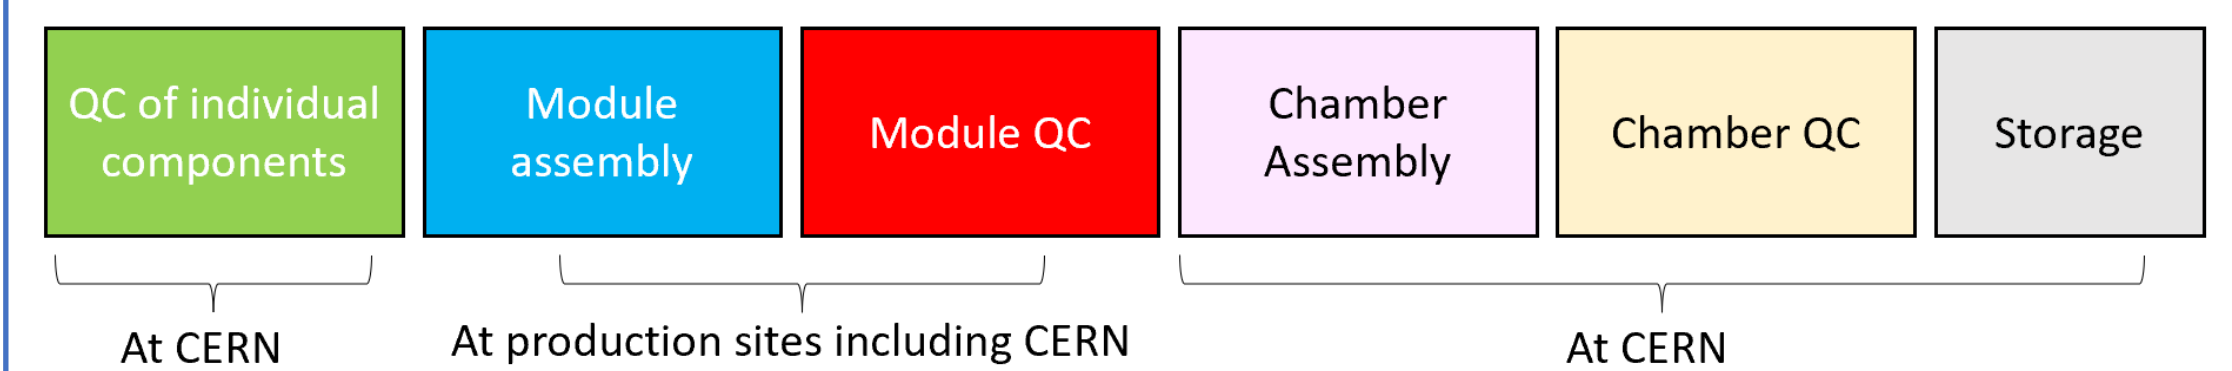 QC of individual
components
Module
assembly
Module QC
Chamber
Assembly
Chamber QC
Storage
At CERN
At production sites including CERN
At CERN